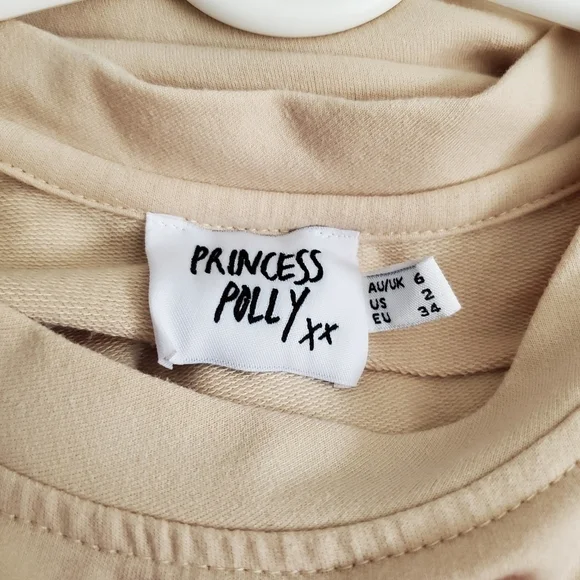 PRINCESS
POLLY xx
AU/UK 6
US 2
EU 34